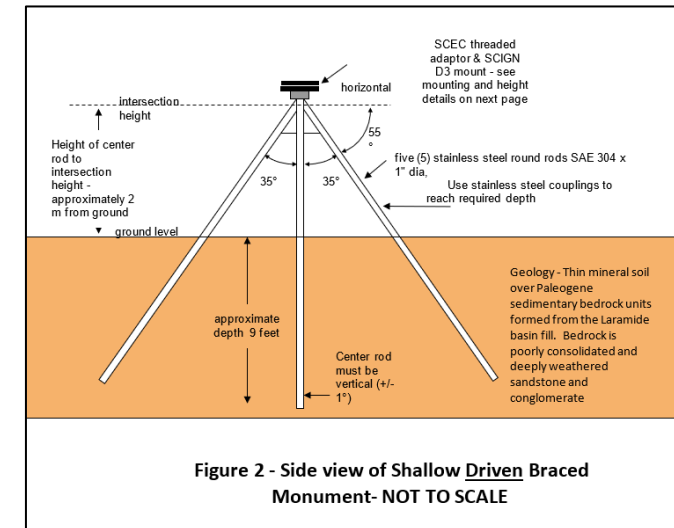 SCEC threaded
adaptor & SCIGN
D3 mount - see
mounting and height
details on next page
horizontal
intersection
height
Height of center
rod to
intersection
height -
approximately 2
m from ground
55
°
35°
35°
five (5) stainless steel round rods SAE 304 x
1" dia,
Use stainless steel couplings to
reach required depth
ground level
approximate
depth 9 feet
Center rod
must be
vertical (+/-
1°)
Geology - Thin mineral soil
over Paleogene
sedimentary bedrock units
formed from the Laramide
basin fill. Bedrock is
poorly consolidated and
deeply weathered
sandstone and
conglomerate
Figure 2 - Side view of Shallow Driven Braced
Monument- NOT TO SCALE